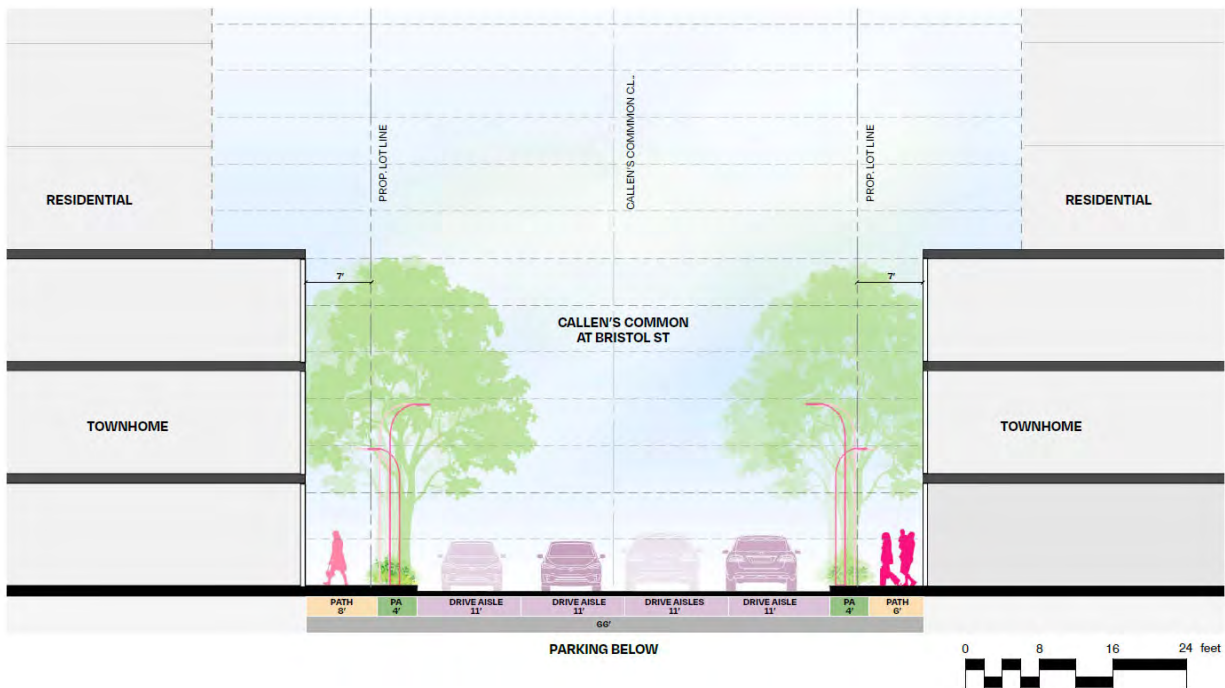 PROP. LOT LINE
CALLEN'S COMMMON C.L.
PROP. LOT LINE
RESIDENTIAL
RESIDENTIAL
7'
7'
CALLEN'S COMMON
AT BRISTOL ST
TOWNHOME
TOWNHOME
PATH
8'
PA
4'
DRIVE AISLE
11'
DRIVE AISLE
11'
DRIVE AISLES
11'
DRIVE AISLE
11'
PA
4'
PATH
6'
66'
PARKING BELOW
0 8 16 24 feet